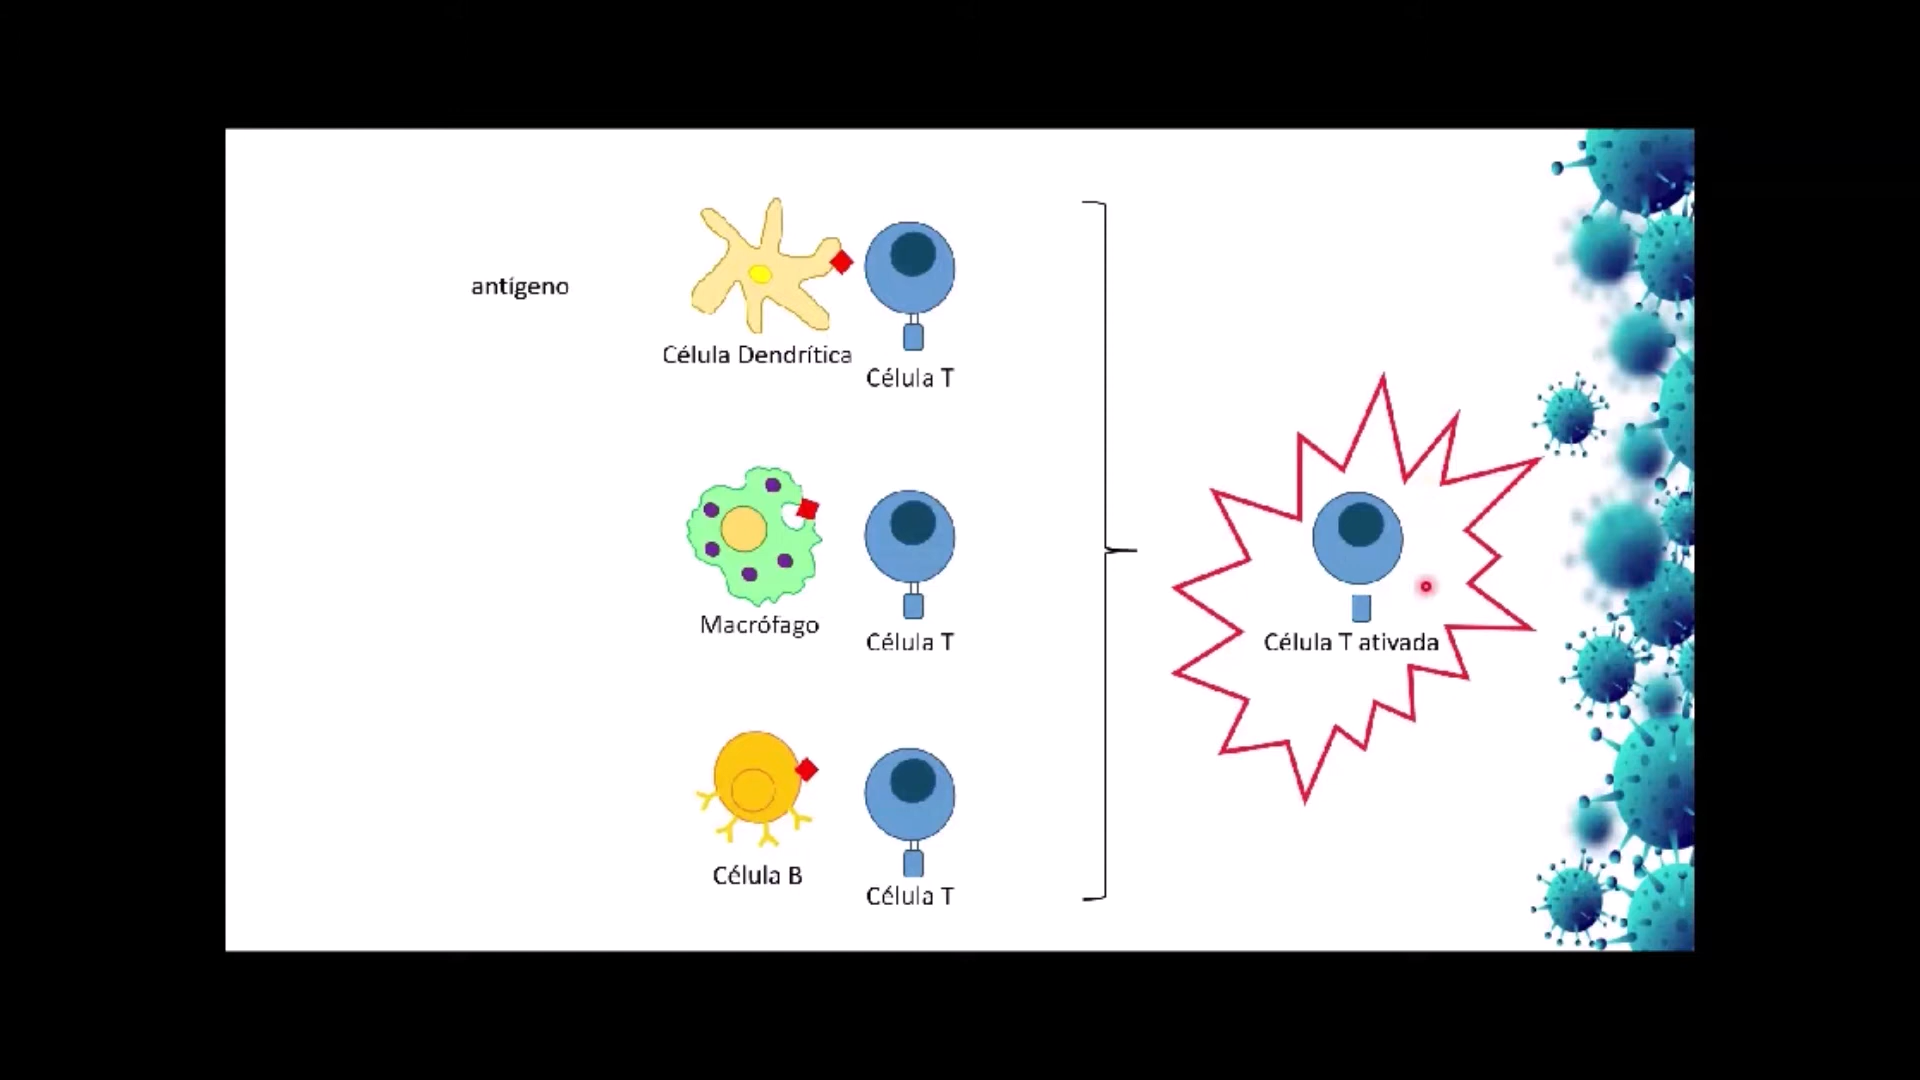 antígeno
Célula Dendrítica
Célula T
Macrófago
Célula T
Célula T ativada
Célula B
Célula T